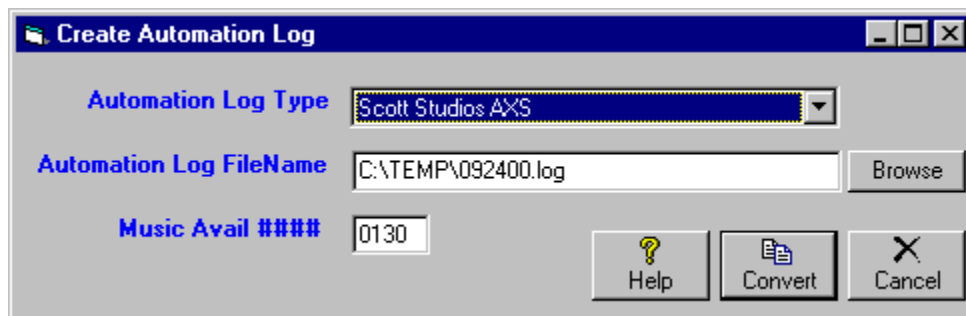 Create Automation Log
Automation Log Type Scott Studios AXS
Automation Log FileName C:\TEMP\092400.log Browse
Music Avail #### 0130
Help Convert Cancel